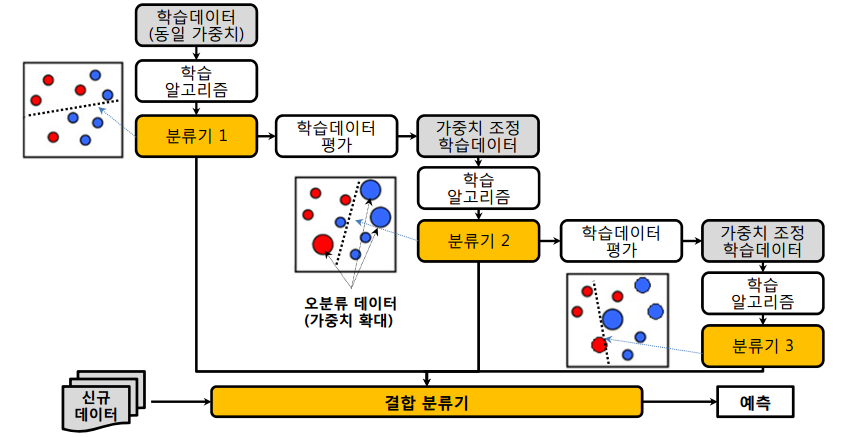 학습데이터
(동일 가중치)
학습
알고리즘
분류기 1
학습데이터
평가
가중치 조정
학습데이터
학습
알고리즘
분류기 2
학습데이터
평가
가중치 조정
학습데이터
학습
알고리즘
분류기 3
오분류 데이터
(가중치 확대)
신규
데이터
결합 분류기
예측